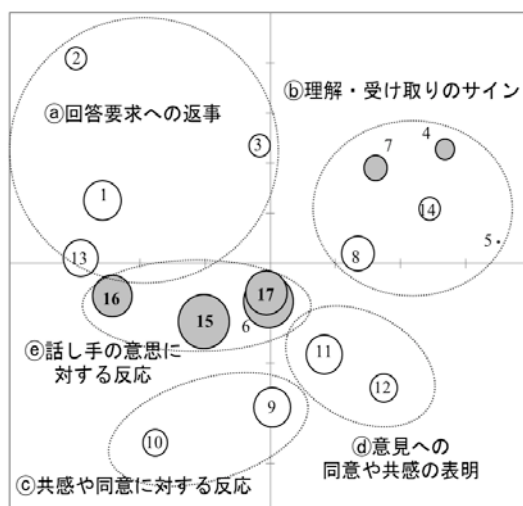 2
ⓐ回答要求への返事
3
1
13
ⓑ理解・受け取りのサイン
7
4
14
5
8
16
15
17
6
ⓔ話し手の意思に
対する反応
11
12
9
10
ⓓ意見への
同意や共感の表明
ⓒ共感や同意に対する反応